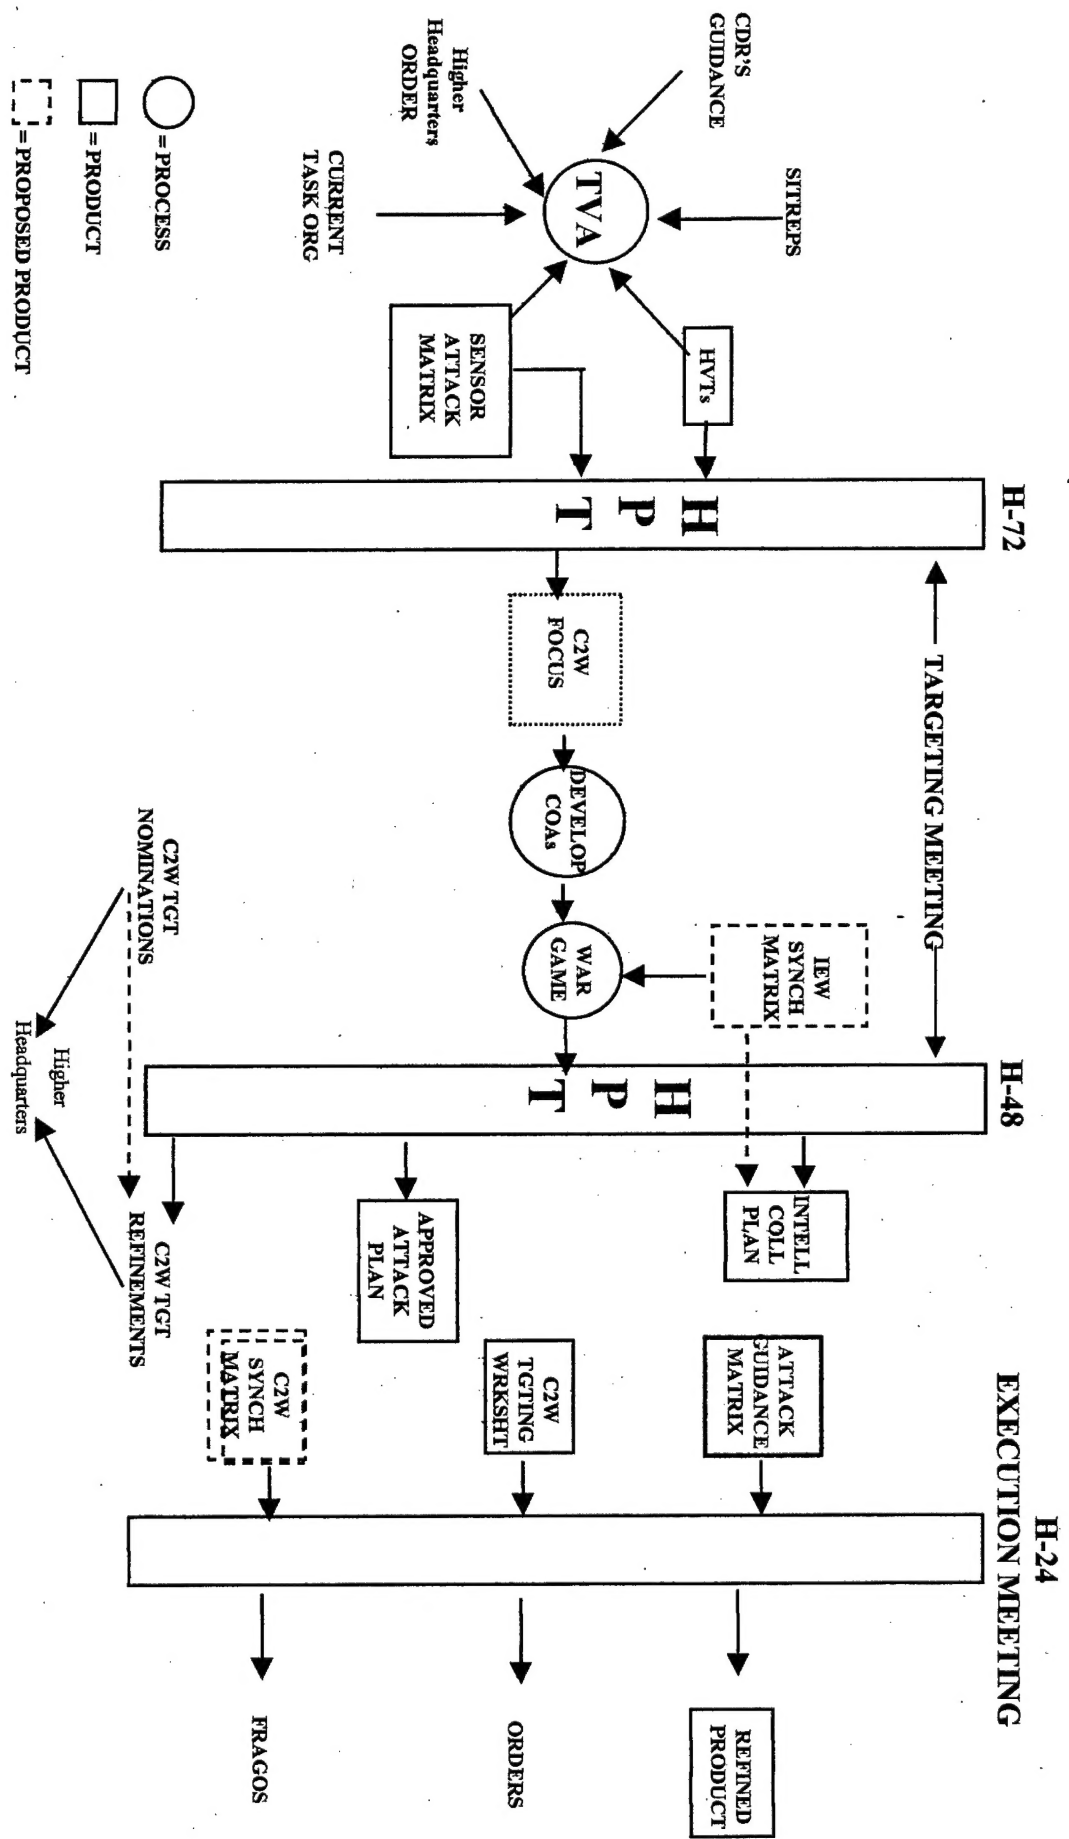 H-24
EXECUTION MEETING
H-72
TARGETING MEETING
H-48
CDR'S
GUIDANCE
SITREPS
Higher
Headquarters
ORDER
TVA
CURRENT
TASK ORG
HVTs
SENSOR
ATTACK
MATRIX
H
P
T
C2W
FOCUS
DEVELOP
COAs
IEW
SYNCH
MATRIX
WAR
GAME
H
P
T
INTELL
COLL
PLAN
APPROVED
ATTACK
PLAN
C2W TGT
NOMINATIONS
C2W TGT
REFINEMENTS
Higher
Headquarters
ATTACK
GUIDANCE
MATRIX
C2W
TGTING
WRKSHT
C2W
SYNCH
MATRIX
REFINED
PRODUCT
ORDERS
FRAGOS
= PROCESS
= PRODUCT
= PROPOSED PRODUCT